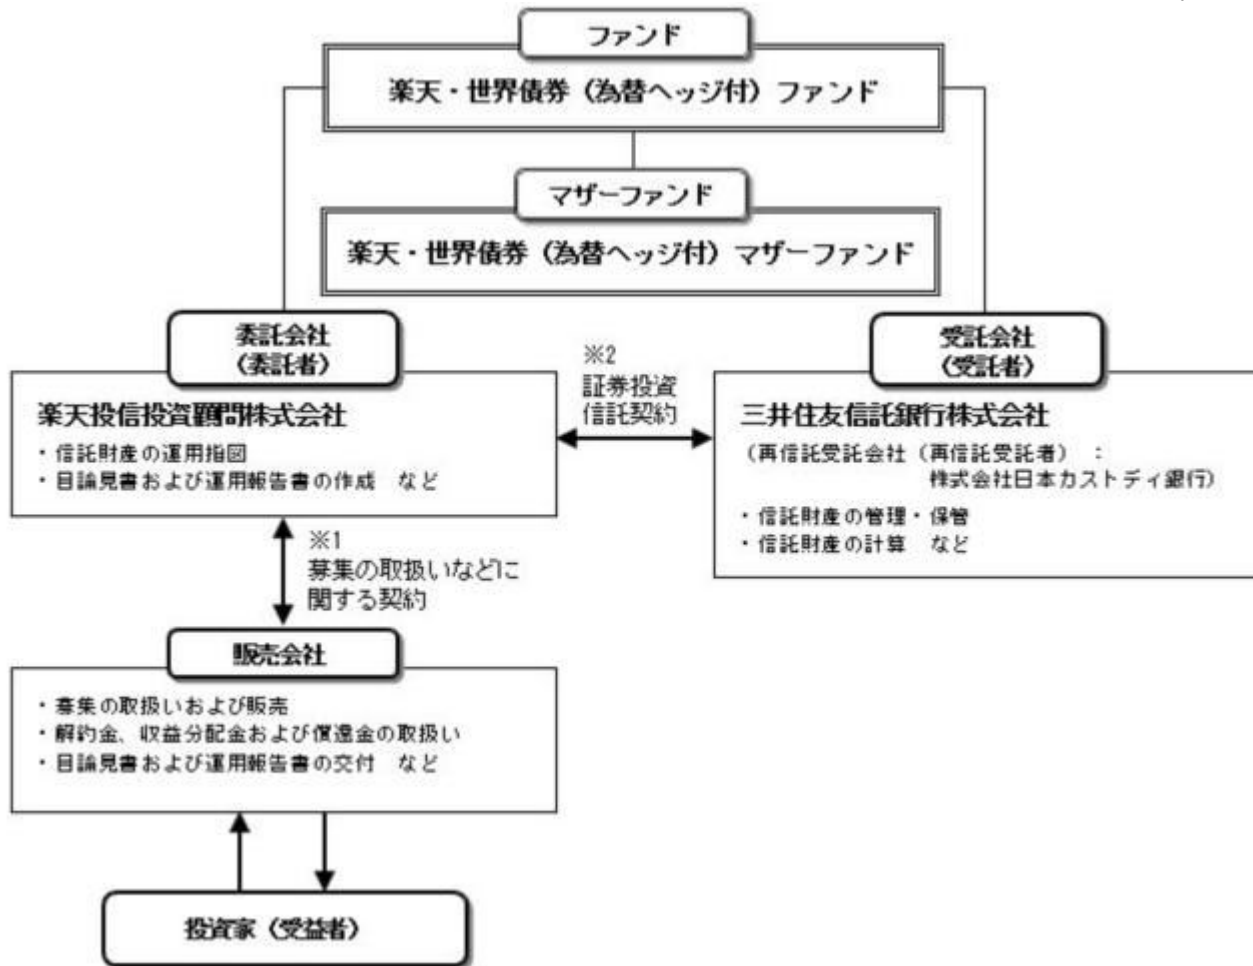 ファンド
楽天・世界債券（為替ヘッジ付）ファンド
マザーファンド
楽天・世界債券（為替ヘッジ付）マザーファンド
委託会社
（委託者）
楽天投信投資顧問株式会社
・信託財産の運用指図
・目論見書および運用報告書の作成　など
※2
証券投資
信託契約
受託会社
（受託者）
三井住友信託銀行株式会社
（再信託受託会社（再信託受託者）　：
株式会社日本カストディ銀行）
・信託財産の管理・保管
・信託財産の計算　など
※1
募集の取扱いなどに
関する契約
販売会社
・募集の取扱いおよび販売
・解約金、収益分配金および償還金の取扱い
・目論見書および運用報告書の交付　など
投資家（受益者）